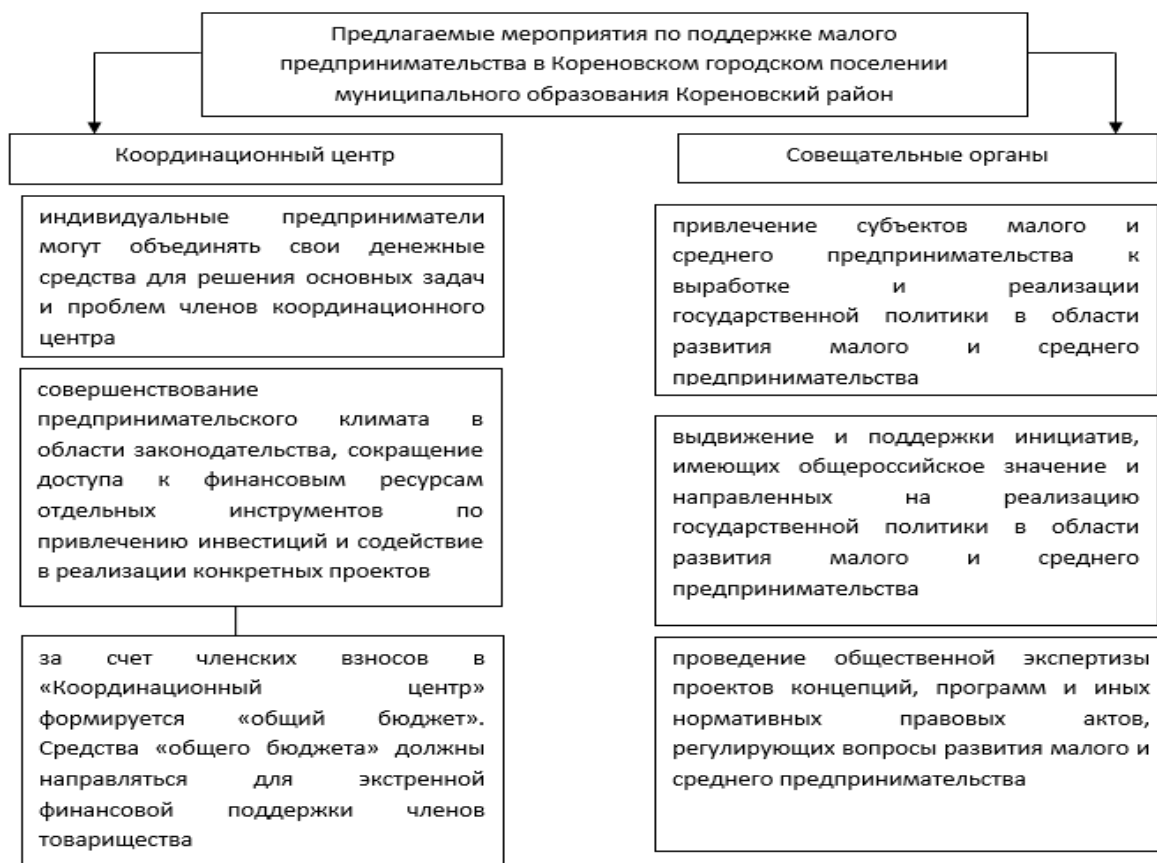 Предлагаемые мероприятия по поддержке малого
предпринимательства в Кореновском городском поселении
муниципального образования Кореновский район
Координационный центр
индивидуальные предприниматели
могут объединять свои денежные
средства для решения основных задач
и проблем членов координационного
центра
совершенствование
предпринимательского климата в
области законодательства, сокращение
доступа к финансовым ресурсам
отдельных инструментов по
привлечению инвестиций и содействие
в реализации конкретных проектов
за счет членских взносов в
«Координационный центр»
формируется «общий бюджет».
Средства «общего бюджета» должны
направляться для экстренной
финансовой поддержки членов
товарищества
Совещательные органы
привлечение субъектов малого и
среднего предпринимательства к
выработке и реализации
государственной политики в области
развития малого и среднего
предпринимательства
выдвижение и поддержки инициатив,
имеющих общероссийское значение и
направленных на реализацию
государственной политики в области
развития малого и среднего
предпринимательства
проведение общественной экспертизы
проектов концепций, программ и иных
нормативных правовых актов,
регулирующих вопросы развития малого и
среднего предпринимательства